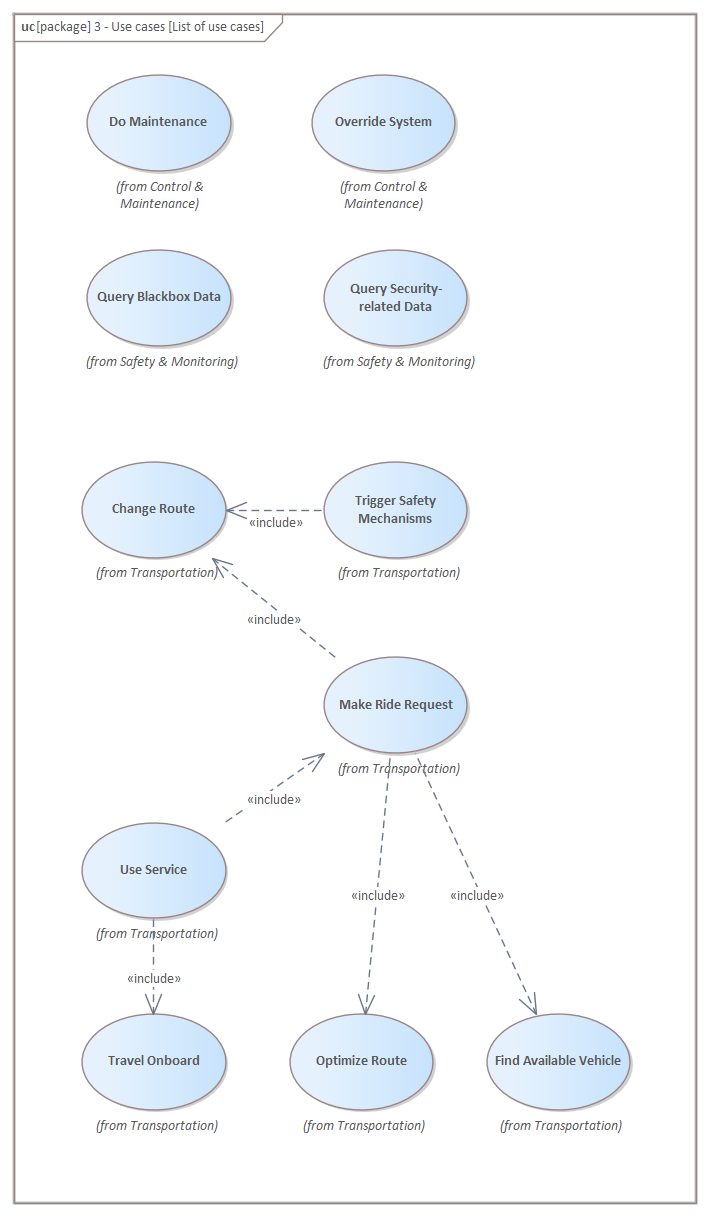 uc [package] 3 - Use cases [List of use cases]
Do Maintenance
Override System
(from Control &
Maintenance)
(from Control &
Maintenance)
Query Blackbox Data
Query Security-
related Data
(from Safety & Monitoring)
(from Safety & Monitoring)
Change Route
Trigger Safety
Mechanisms
«include»
(from Transportation)
(from Transportation)
«include»
Make Ride Request
(from Transportation)
«include»
Use Service
(from Transportation)
«include»
«include»
«include»
Travel Onboard
Optimize Route
Find Available Vehicle
(from Transportation)
(from Transportation)
(from Transportation)